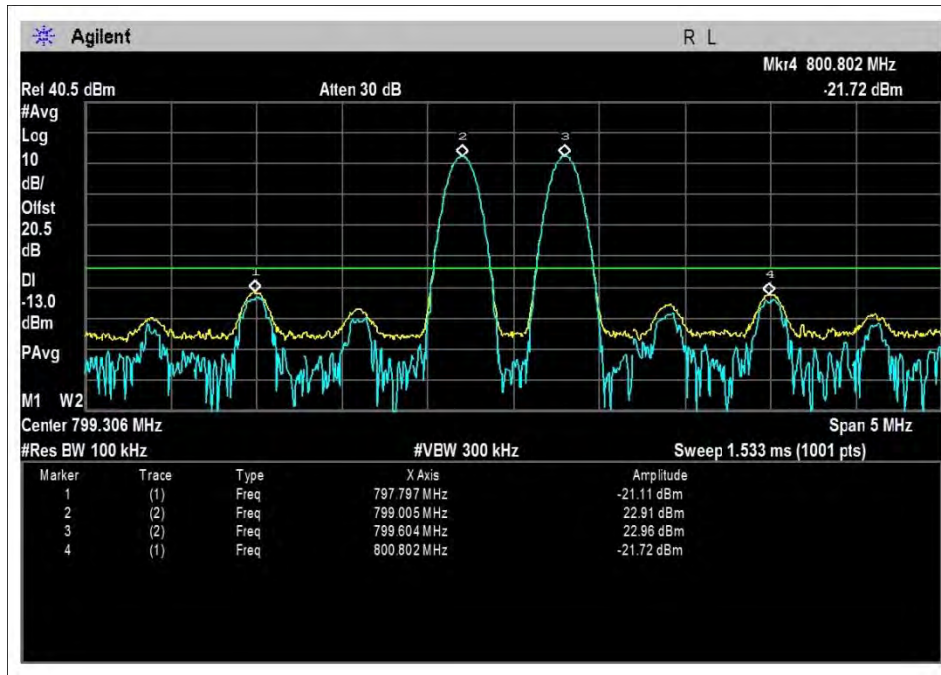 Agilent
R L
Mkr4 800.802 MHz
Rel 40.5 dBm
Atten 30 dB
-21.72 dBm
#Avg
Log
10
dB/
Offst
20.5
dB
DI
-13.0
dBm
PAvg
M1 W2
1
2
3
4
Center 799.306 MHz
Span 5 MHz
#Res BW 100 kHz
#VBW 300 kHz
Sweep 1.533 ms (1001 pts)
Marker Trace Type X Axis Amplitude
1 (1) Freq 797.797 MHz -21.11 dBm
2 (2) Freq 799.005 MHz 22.91 dBm
3 (2) Freq 799.604 MHz 22.96 dBm
4 (1) Freq 800.802 MHz -21.72 dBm